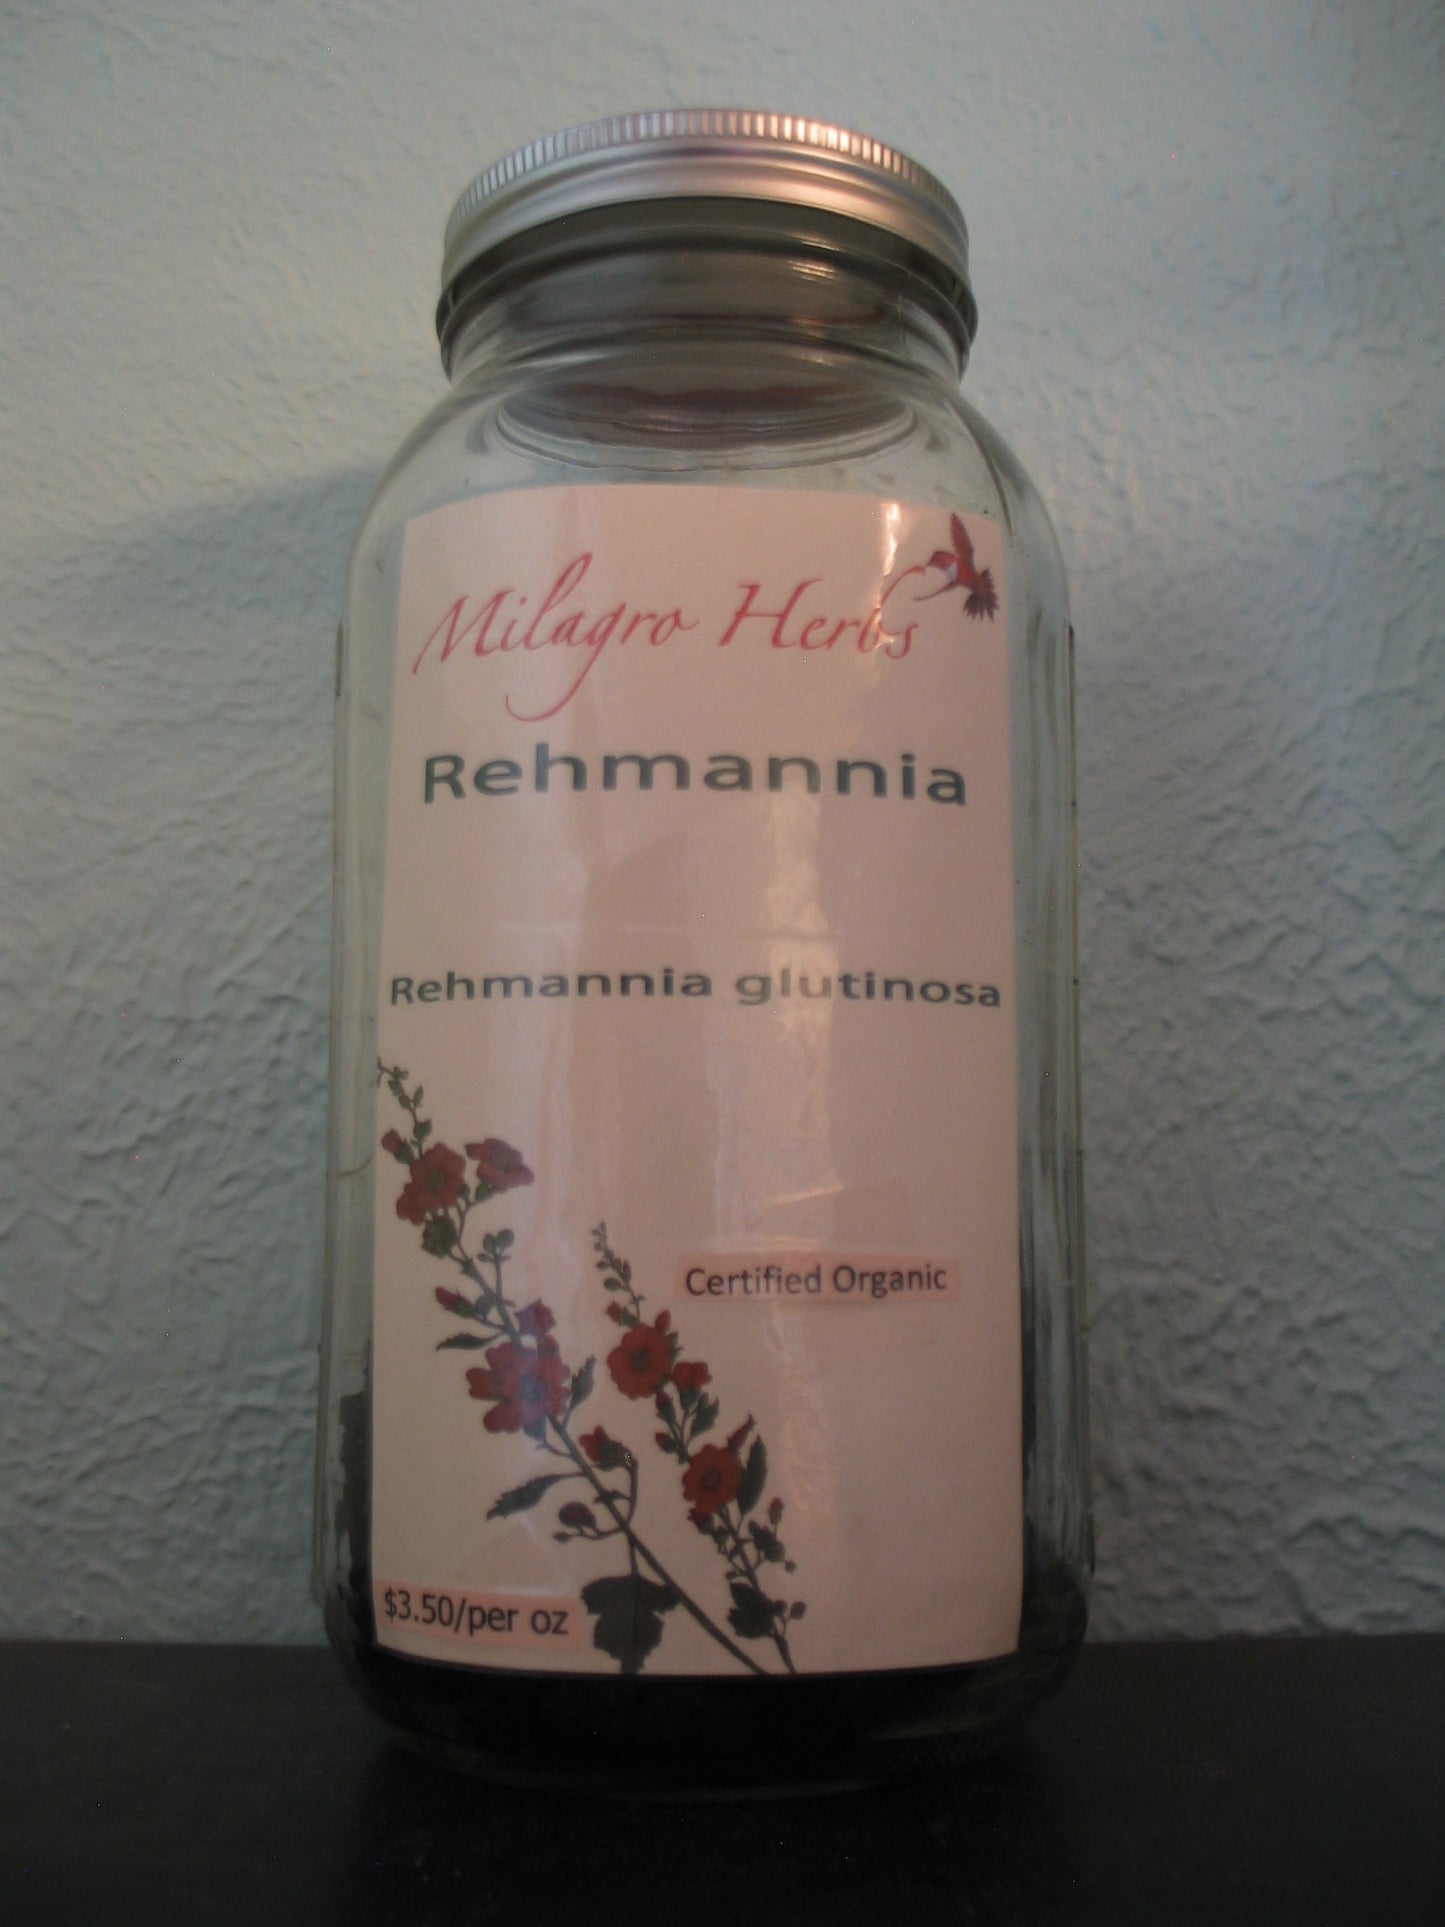 Milagro Herbs
Rehmannia
Rehmannia glutinosa
Certified Organic
$3.50/per oz